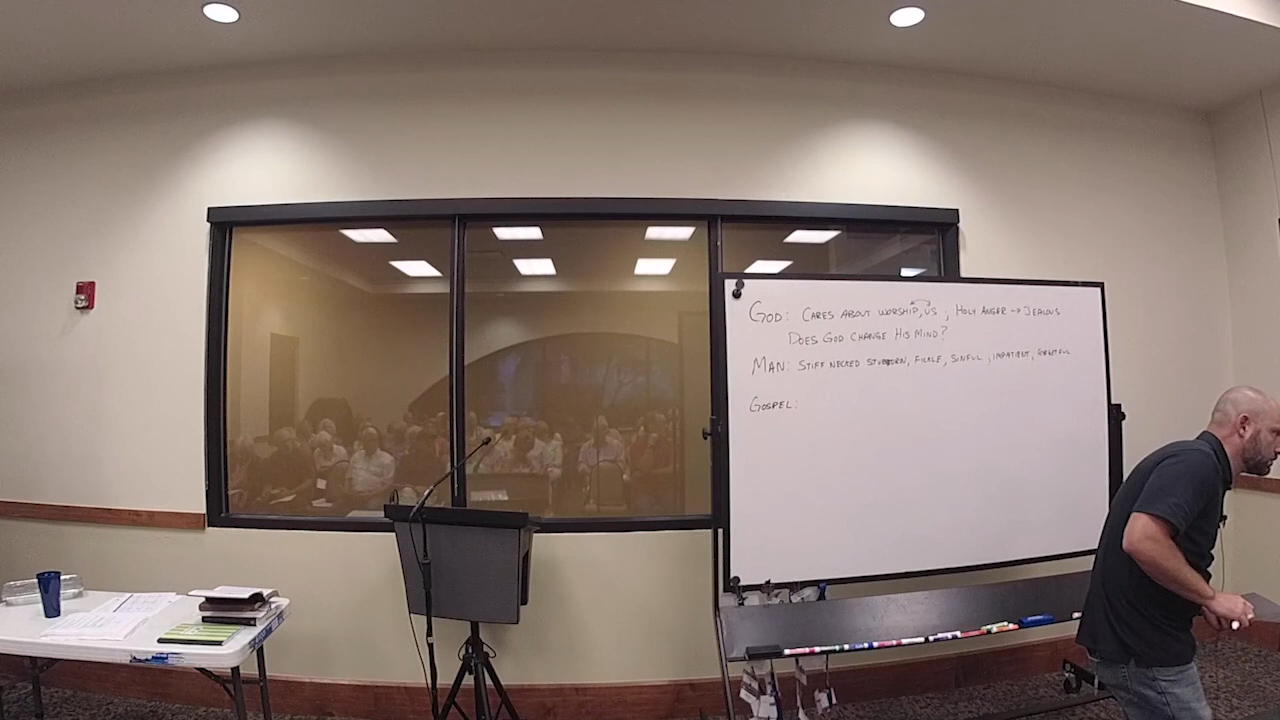 GOD: CARES ABOUT WORSHIP, US ; HOLY ANGER → JEALOUS
DOES GOD CHANGE HIS MIND?
MAN: STIFF NECKED STUBBORN, FICKLE, SINFUL, IMPATIENT, FORGETFUL
GOSPEL: